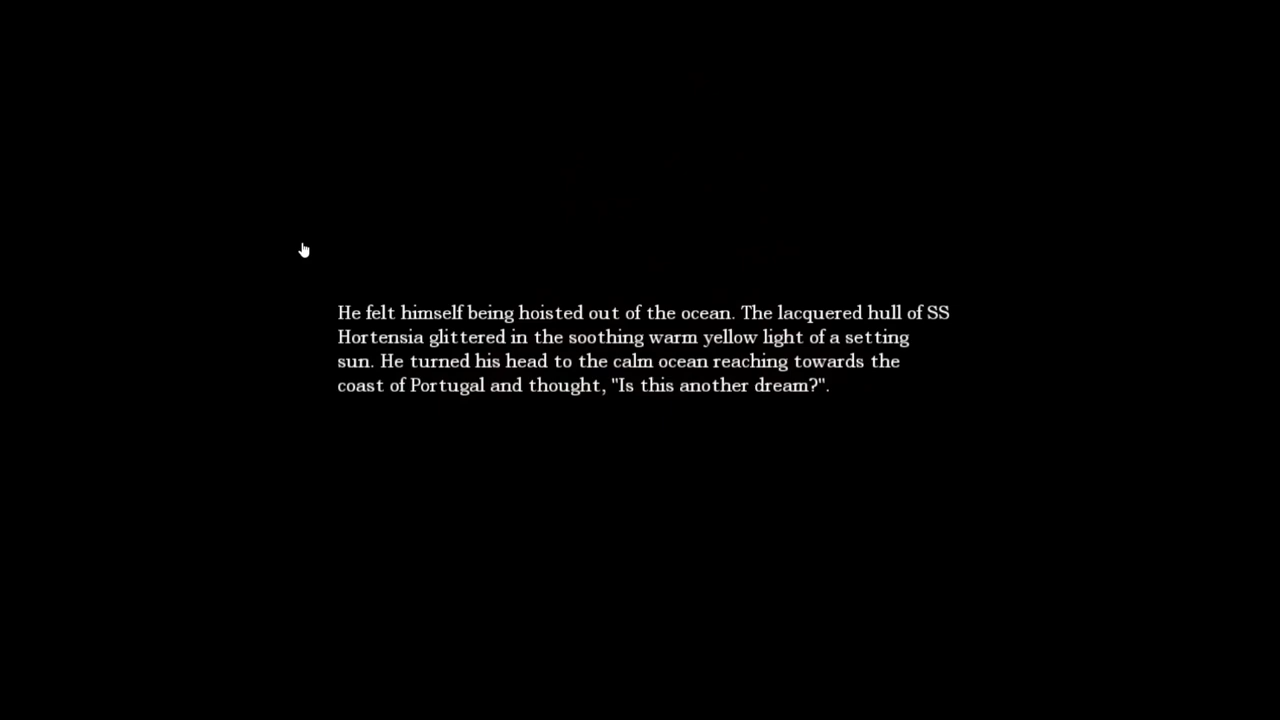 He felt himself being hoisted out of the ocean. The lacquered hull of SS
Hortensia glittered in the soothing warm yellow light of a setting
sun. He turned his head to the calm ocean reaching towards the
coast of Portugal and thought, "Is this another dream?".